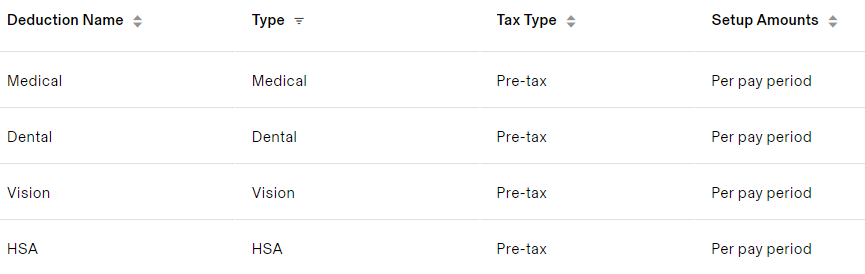 Deduction Name Type Tax Type Setup Amounts
Medical Medical Pre-tax Per pay period
Dental Dental Pre-tax Per pay period
Vision Vision Pre-tax Per pay period
HSA HSA Pre-tax Per pay period